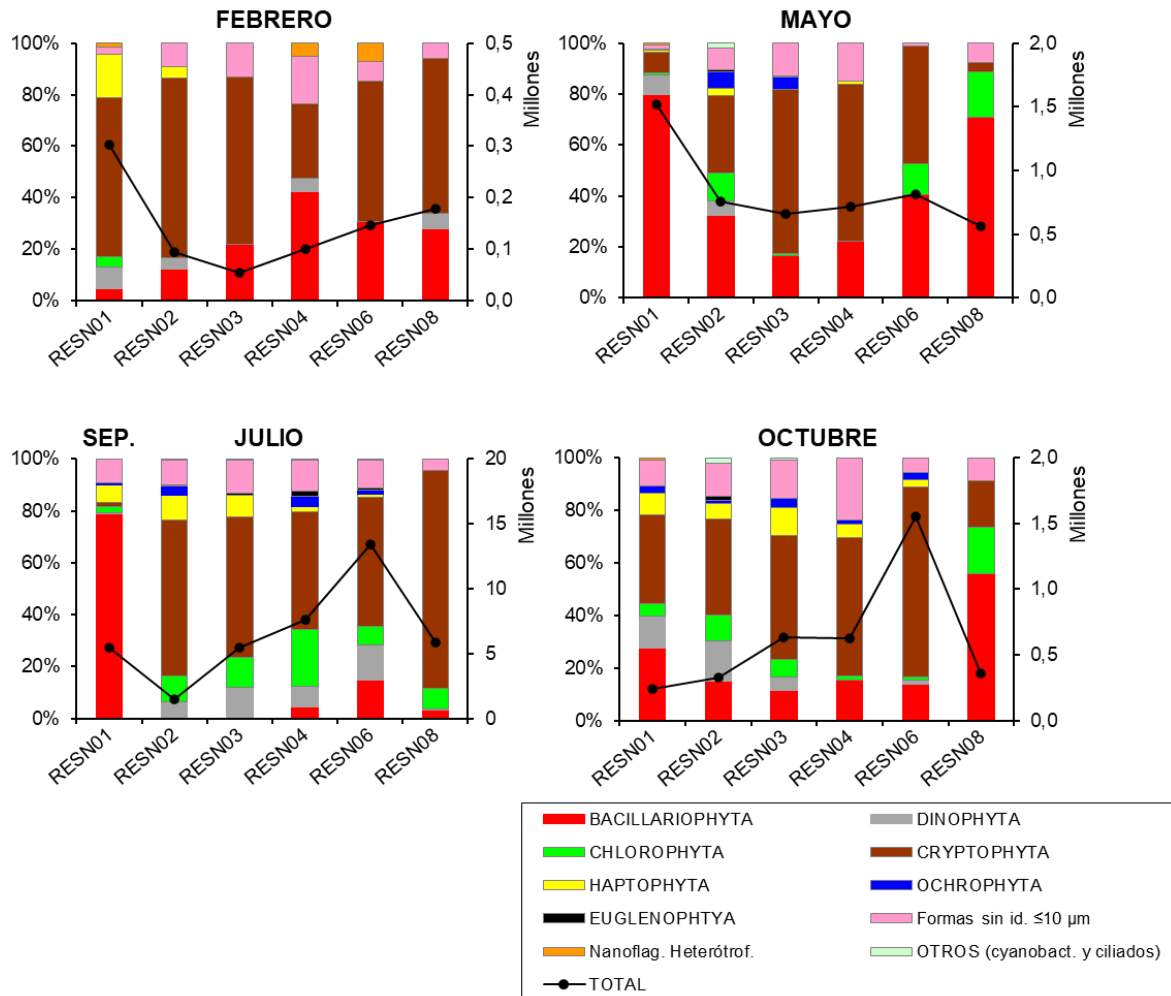 FEBRERO
100%
80%
60%
40%
20%
0%
0,5
0,4
0,3
0,2
0,1
0,0
Millones
RESN01
RESN02
RESN03
RESN04
RESN06
RESN08
MAYO
100%
80%
60%
40%
20%
0%
2,0
1,5
1,0
0,5
0,0
Millones
RESN01
RESN02
RESN03
RESN04
RESN06
RESN08
SEP. JULIO
100%
80%
60%
40%
20%
0%
20
15
10
5
0
Millones
RESN01
RESN02
RESN03
RESN04
RESN06
RESN08
OCTUBRE
100%
80%
60%
40%
20%
0%
2,0
1,5
1,0
0,5
0,0
Millones
RESN01
RESN02
RESN03
RESN04
RESN06
RESN08
BACILLARIOPHYTA DINOPHYTA
CHLOROPHYTA CRYPTOPHYTA
HAPTOPHYTA OCHROPHYTA
EUGLENOPHTYA Formas sin id. ≤10 µm
Nanoflag. Heterótrof. OTROS (cyanobact. y ciliados)
TOTAL